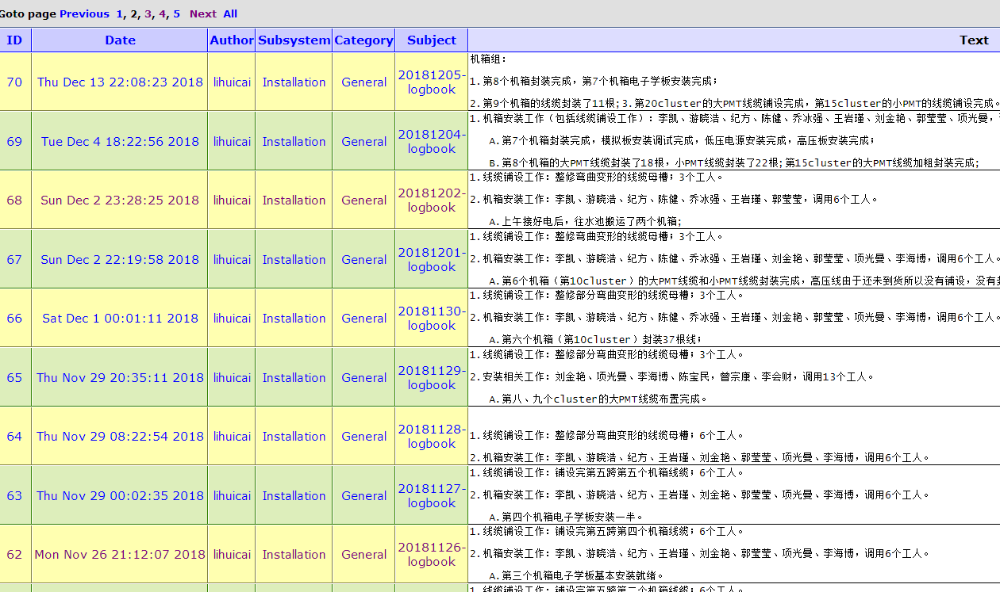 Goto page Previous 1, 2, 3, 4, 5 Next All
ID Date Author Subsystem Category Subject Text
70 Thu Dec 13 22:08:23 2018 lihuicai Installation General 20181205-logbook
机箱组：
1.第8个机箱封装完成，第7个机箱电子学板安装完成；
2.第9个机箱的线缆封装了11根;3.第20cluster的大PMT线缆铺设完成，第15cluster的小PMT的线缆铺设完成。
69 Tue Dec 4 18:22:56 2018 lihuicai Installation General 20181204-logbook
1.机箱安装工作（包括线缆铺设工作）：李凯、游晓浩、纪方、陈健、乔冰强、王岩瑾、刘金艳、郭莹莹、项光曼，
A.第7个机箱封装完成，模拟板安装调试完成，低压电源安装完成，高压板安装完成；
B.第8个机箱的大PMT线缆封装了18根，小PMT线缆封装了22根;第15cluster的大PMT线缆加粗封装完成;
68 Sun Dec 2 23:28:25 2018 lihuicai Installation General 20181202-logbook
1.线缆铺设工作：整修弯曲变形的线缆母槽；3个工人。
2.机箱安装工作：李凯、游晓浩、纪方、陈健、乔冰强、王岩瑾、郭莹莹，调用6个工人。
A.上午接好电后，往水池搬运了两个机箱;
67 Sun Dec 2 22:19:58 2018 lihuicai Installation General 20181201-logbook
1.线缆铺设工作：整修弯曲变形的线缆母槽；3个工人。
2.机箱安装工作：李凯、游晓浩、纪方、陈健、乔冰强、王岩瑾、刘金艳、郭莹莹、项光曼、李海博，调用6个工人。
A.第6个机箱（第10cluster）的大PMT线缆和小PMT线缆封装完成，高压线由于还未到货所以没有铺设，没有
66 Sat Dec 1 00:01:11 2018 lihuicai Installation General 20181130-logbook
1.线缆铺设工作：整修部分弯曲变形的线缆母槽；3个工人。
2.机箱安装工作：李凯、游晓浩、纪方、陈健、乔冰强、王岩瑾、刘金艳、郭莹莹、项光曼、李海博，调用6个工人。
A.第六个机箱（第10cluster）封装37根线；
65 Thu Nov 29 20:35:11 2018 lihuicai Installation General 20181129-logbook
1.线缆铺设工作：整修部分弯曲变形的线缆母槽；3个工人。
2.安装相关工作：刘金艳、项光曼、李海博、陈宝民，曾宗康、李会财，调用13个工人。
A.第八、九个cluster的大PMT线缆布置完成。
64 Thu Nov 29 08:22:54 2018 lihuicai Installation General 20181128-logbook
1.线缆铺设工作：整修部分弯曲变形的线缆母槽；6个工人。
2.机箱安装工作：李凯、游晓浩、纪方、王岩瑾、刘金艳、郭莹莹、项光曼、李海博，调用6个工人。
63 Thu Nov 29 00:02:35 2018 lihuicai Installation General 20181127-logbook
1.线缆铺设工作：铺设完第五跨第五个机箱线缆；6个工人。
2.机箱安装工作：李凯、游晓浩、纪方、王岩瑾、刘金艳、郭莹莹、项光曼、李海博，调用6个工人。
A.第四个机箱电子学板安装一半。
62 Mon Nov 26 21:12:07 2018 lihuicai Installation General 20181126-logbook
1.线缆铺设工作：铺设完第五跨第四个机箱线缆；6个工人。
2.机箱安装工作：李凯、游晓浩、纪方、王岩瑾、刘金艳、郭莹莹、项光曼、李海博，调用6个工人。
A.第三个机箱电子学板基本安装就绪。
1.线缆铺设工作：铺设完第五跨第二个机箱线缆；6个工人。